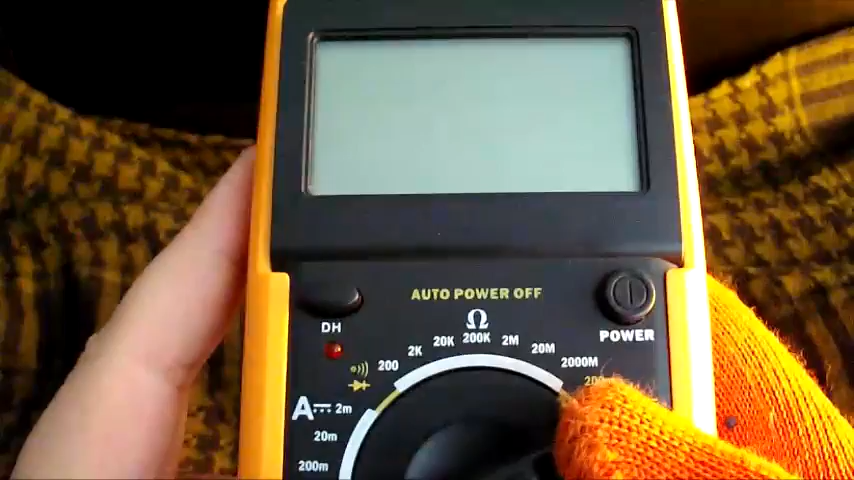 AUTO POWER OFF
DH
POWER
Ω
200 2K 20K 200K 2M 20M 2000M
A 2m
20m
200m